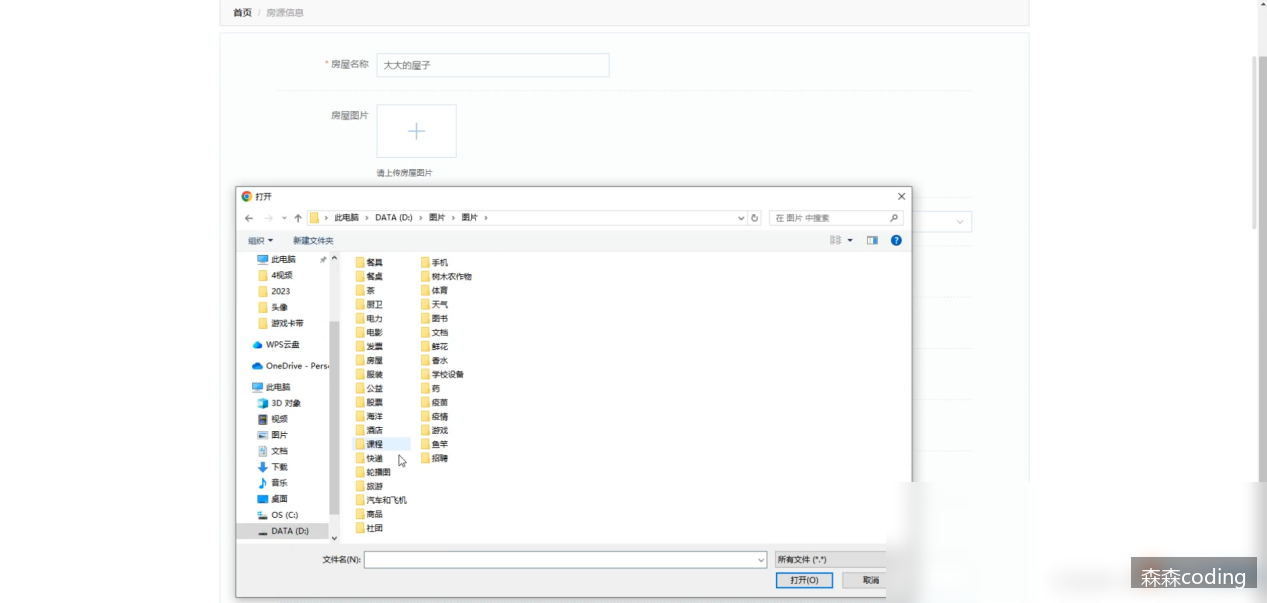 首页 / 房源信息
* 房屋名称 大大的屋子
房屋图片
请上传房屋图片
打开
此电脑 › DATA (D:) › 图片 › 图片 ›
在 图片 中搜索
组织 新建文件夹
此电脑
4视频
2023
头像
游戏卡带
WPS云盘
OneDrive - Pers
此电脑
3D 对象
视频
图片
文档
下载
音乐
桌面
OS (C:)
DATA (D:)
餐具
餐桌
茶
厨卫
电力
电影
发票
房屋
服装
公益
股票
海洋
酒店
课程
快递
轮播图
旅游
汽车和飞机
商品
社团
手机
树木农作物
体育
天气
图书
文档
鲜花
香水
学校设备
药
疫苗
疫情
游戏
鱼竿
招聘
文件名(N):
所有文件 (*.*)
打开(O) 取消
森森coding